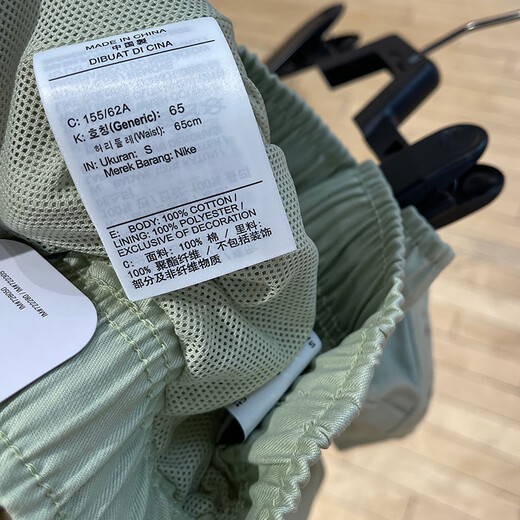 MADE IN CHINA
中国製
DIBUAT DI CINA
C: 155/62A
K: 호칭(Generic): 65
허리둘레(Waist): 65cm
IN: Ukuran: S
Merek Barang: Nike
E: BODY: 100% COTTON /
LINING: 100% POLYESTER /
EXCLUSIVE OF DECORATION
C: 面料: 100% 棉 / 里料:
100% 聚酯纤维 / 不包括装饰
部分及非纤维物质